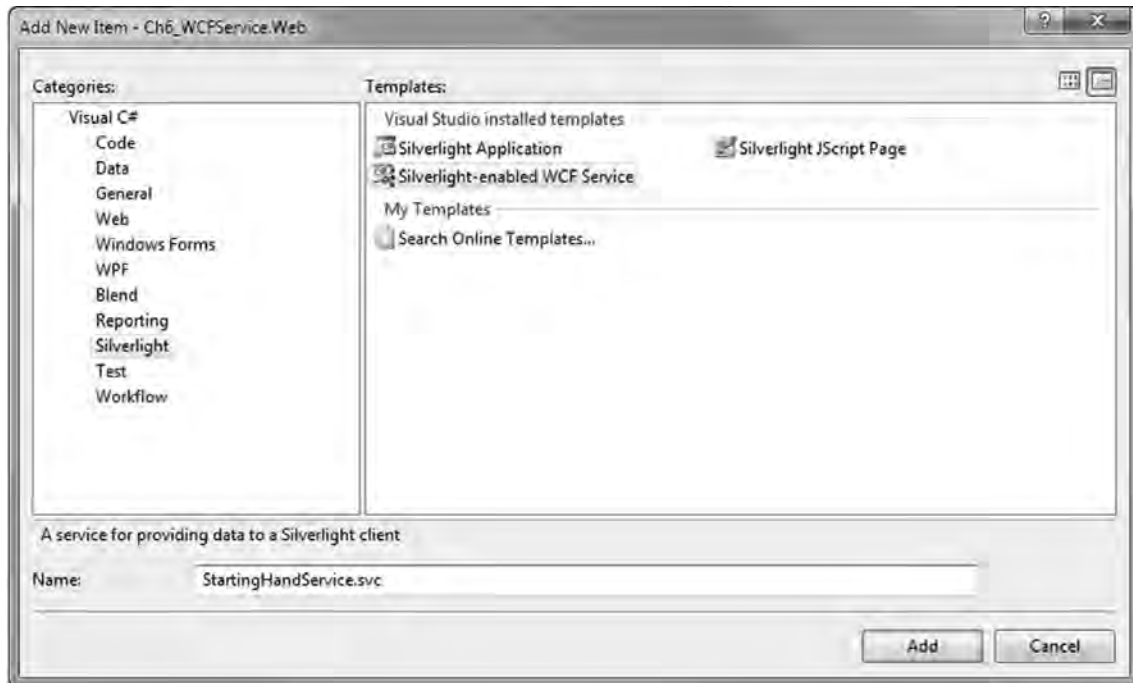 Add New Item - Ch6_WCFService.Web
Categories:
Templates:
Visual C#
Code
Data
General
Web
Windows Forms
WPF
Blend
Reporting
Silverlight
Test
Workflow
Visual Studio installed templates
Silverlight Application
Silverlight JScript Page
Silverlight-enabled WCF Service
My Templates
Search Online Templates...
A service for providing data to a Silverlight client
Name:
StartingHandService.svc
Add
Cancel